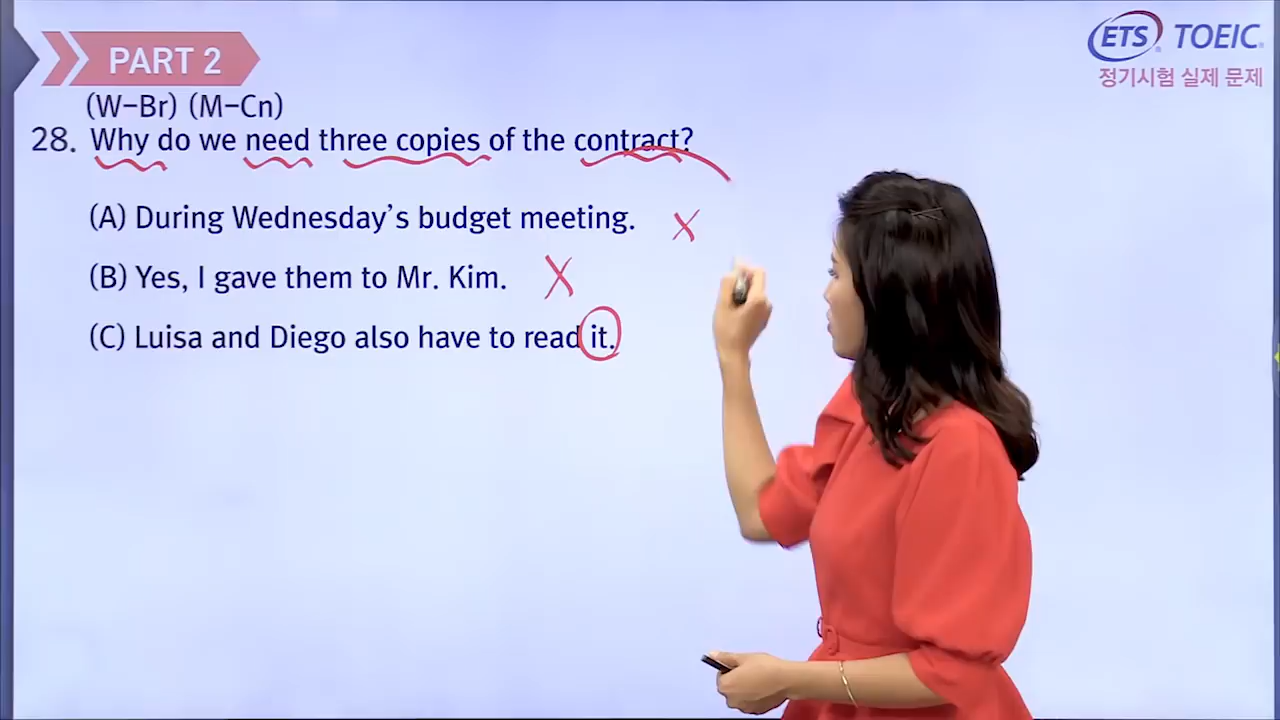 PART 2
ETS TOEIC
정기시험 실제 문제
(W-Br) (M-Cn)
28. Why do we need three copies of the contract?
(A) During Wednesday's budget meeting. X
(B) Yes, I gave them to Mr. Kim. X
(C) Luisa and Diego also have to read it.